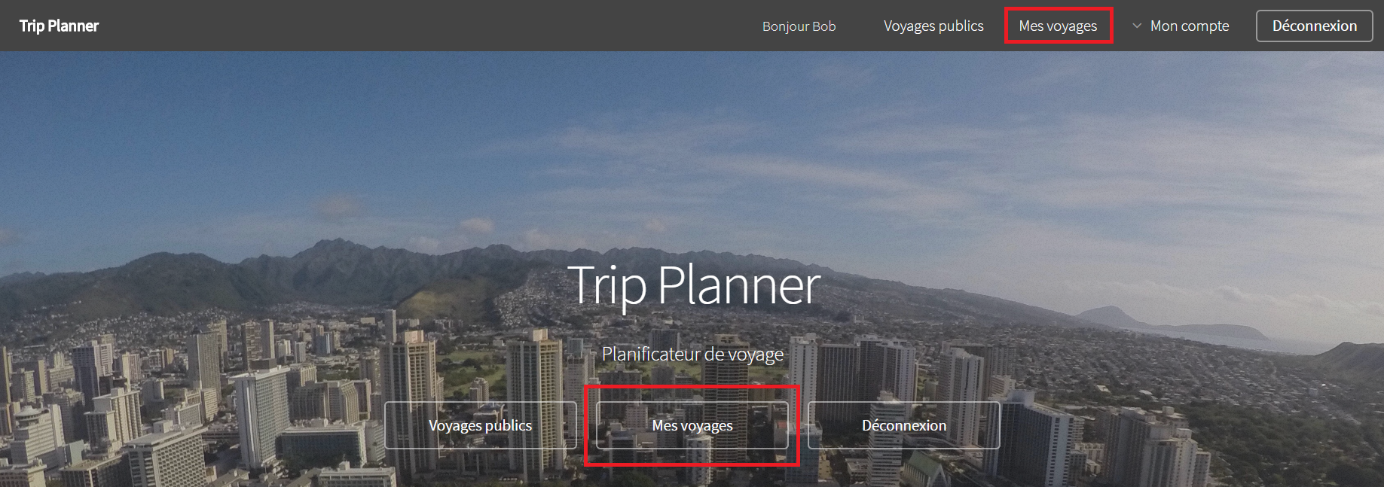 Trip Planner Bonjour Bob Voyages publics Mes voyages Mon compte Déconnexion
Trip Planner
Planificateur de voyage
Voyages publics Mes voyages Déconnexion